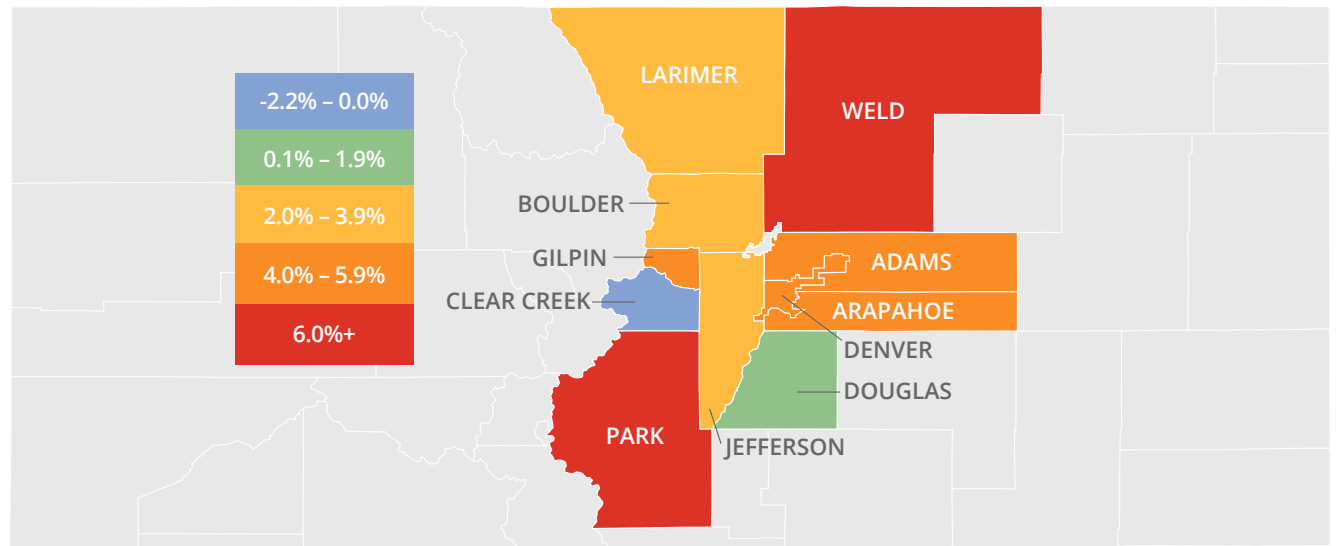 -2.2% – 0.0%
0.1% – 1.9%
2.0% – 3.9%
4.0% – 5.9%
6.0%+
LARIMER
WELD
BOULDER
GILPIN
ADAMS
CLEAR CREEK
ARAPAHOE
DENVER
DOUGLAS
PARK
JEFFERSON